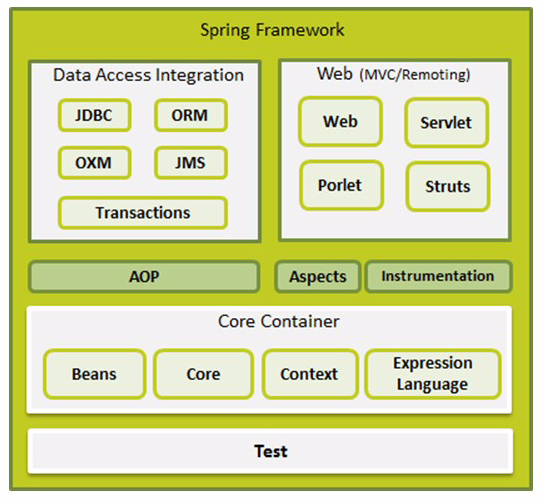 Spring Framework
Data Access Integration
JDBC
ORM
OXM
JMS
Transactions
Web (MVC/Remoting)
Web
Servlet
Porlet
Struts
AOP
Aspects
Instrumentation
Core Container
Beans
Core
Context
Expression
Language
Test